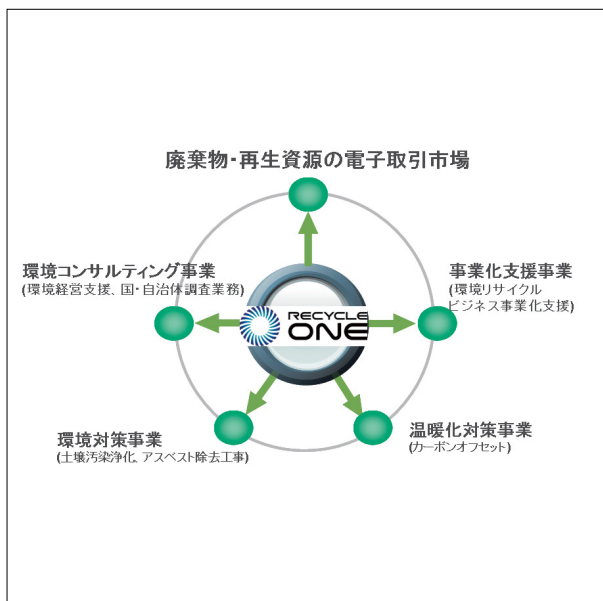 廃棄物・再生資源の電子取引市場
環境コンサルティング事業
(環境経営支援、国・自治体調査業務)
事業化支援事業
(環境リサイクル
ビジネス事業化支援)
RECYCLE
ONE
環境対策事業
(土壌汚染浄化、アスベスト除去工事)
温暖化対策事業
(カーボンオフセット)